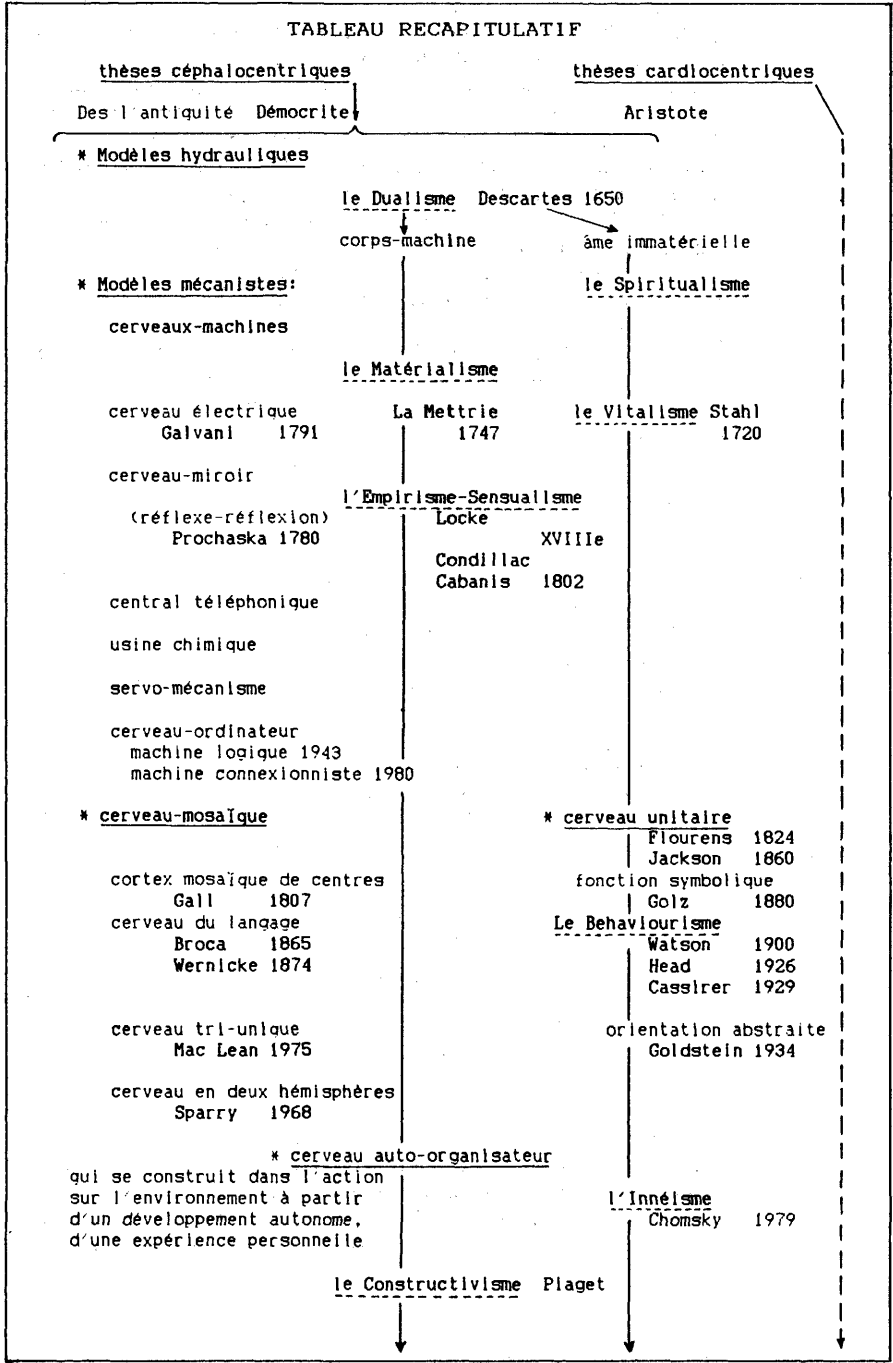 TABLEAU RECAPITULATIF
thèses céphalocentriques thèses cardiocentriques
Des l'antiquité Démocrite Aristote
* Modèles hydrauliques
le Dualisme Descartes 1650
corps-machine âme immatérielle
* Modèles mécanistes: le Spiritualisme
cerveaux-machines
le Matérialisme
cerveau électrique La Mettrie le Vitalisme Stahl
Galvani 1791 1747 1720
cerveau-miroir
l'Empirisme-Sensualisme
(réflexe-réflexion) Locke
Prochaska 1780 XVIIIe
Condillac
Cabanis 1802
central téléphonique
usine chimique
servo-mécanisme
cerveau-ordinateur
machine logique 1943
machine connexionniste 1980
* cerveau-mosaïque * cerveau unitaire
Flourens 1824
Jackson 1860
cortex mosaïque de centres fonction symbolique
Gall 1807 Golz 1880
cerveau du langage Le Behaviourisme
Broca 1865 Watson 1900
Wernicke 1874 Head 1926
Cassirer 1929
cerveau tri-unique orientation abstraite
Mac Lean 1975 Goldstein 1934
cerveau en deux hémisphères
Sparry 1968
* cerveau auto-organisateur
qui se construit dans l'action
sur l'environnement à partir l'Innéisme
d'un développement autonome, Chomsky 1979
d'une expérience personnelle
le Constructivisme Piaget